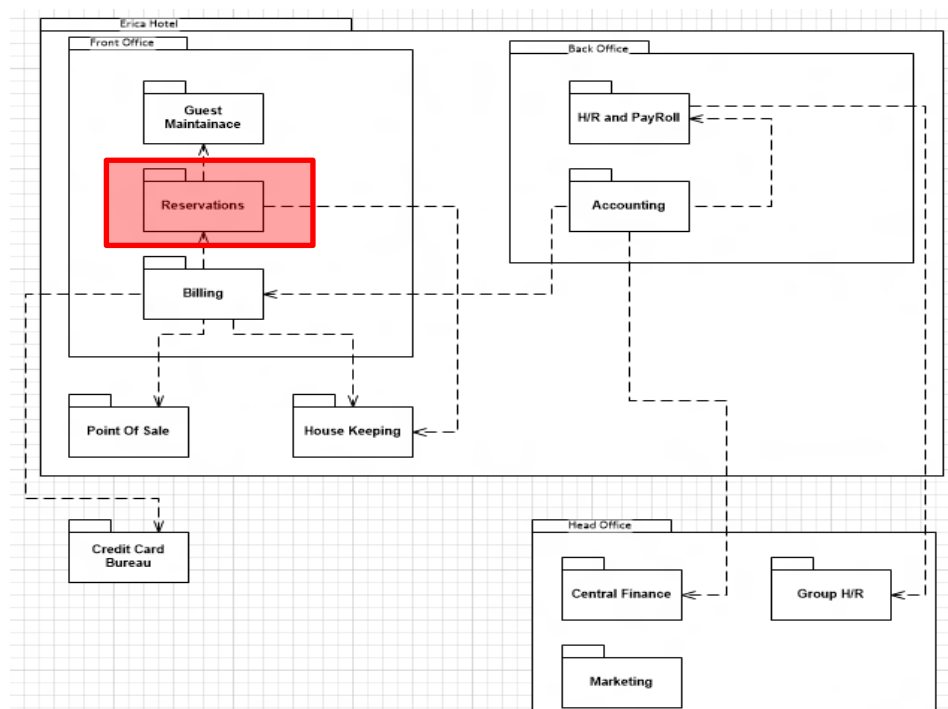 Erica Hotel
Front Office
Back Office
Guest
Maintainace
H/R and PayRoll
Reservations
Accounting
Billing
Point Of Sale
House Keeping
Head Office
Credit Card
Bureau
Central Finance
Group H/R
Marketing